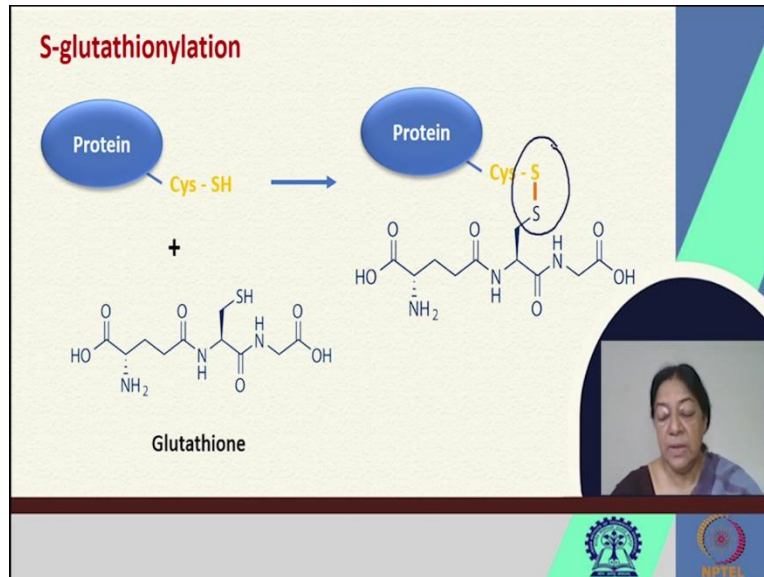 S-glutathionylation
Protein
Cys - SH
+
O
O
SH
H
N
O
HO
NH2
N
H
O
OH
Glutathione
Protein
Cys - S
S
O
O
H
N
O
HO
NH2
N
H
O
OH
NPTEL